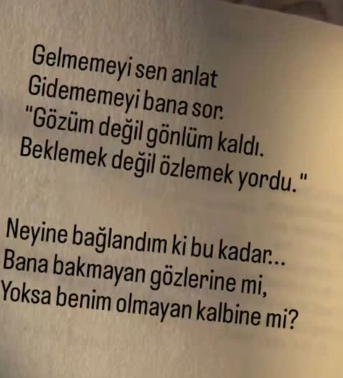 Gelmemeyi sen anlat
Gidememeyi bana sor.
"Gözüm değil gönlüm kaldı.
Beklemek değil özlemek yordu."
Neyine bağlandım ki bu kadar...
Bana bakmayan gözlerine mi,
Yoksa benim olmayan kalbine mi?